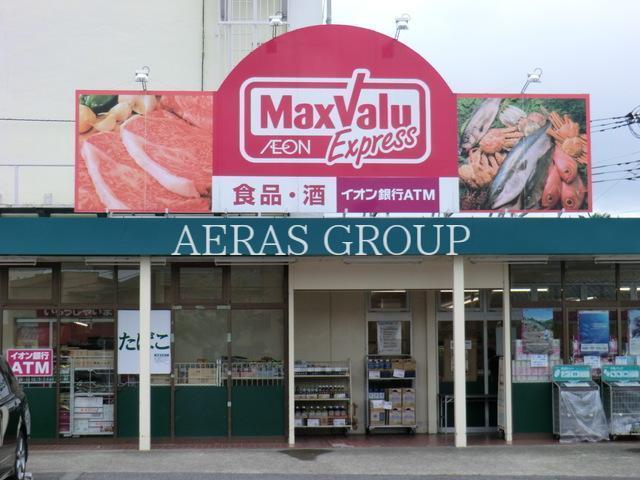 MaxValu
ÆON Express
食品・酒 イオン銀行ATM
AERAS GROUP
たばこ
イオン銀行
ATM